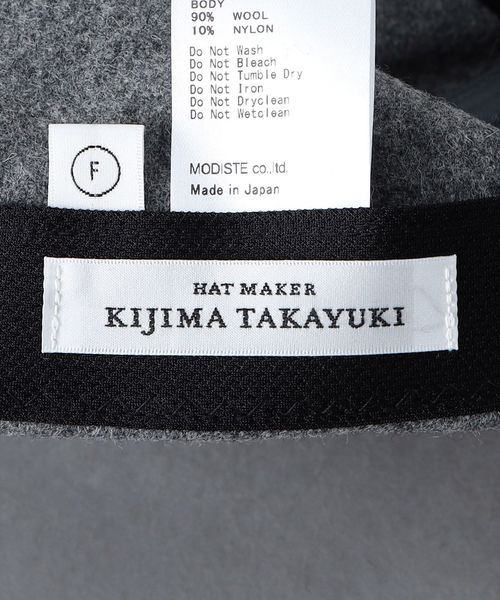 BODY
90% WOOL
10% NYLON
Do Not Wash
Do Not Bleach
Do Not Tumble Dry
Do Not Iron
Do Not Dryclean
Do Not Wetclean
MODISTE co.,ltd.
Made in Japan
F
HAT MAKER
KIJIMA TAKAYUKI